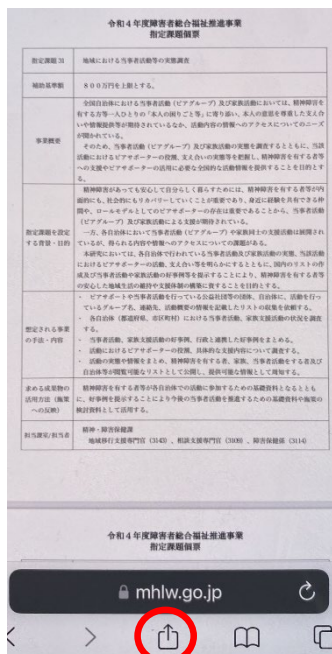 令和4年度障害者総合福祉推進事業
指定課題個票
指定課題 31
地域における当事者活動等の実態調査
補助基準額
８００万円を上限とする。
事業概要
全国自治体における当事者活動（ピアグループ）及び家族活動においては、精神障害を
有する方等一人ひとりの「本人の困りごと等」に寄り添い、本人の意思を尊重した支え合
いや情報提供等が期待されているなか、活動内容の情報へのアクセスについてのニーズ
が聞かれている。
そのため、当事者活動（ピアグループ）及び家族活動の実態を調査するとともに、当該
活動におけるピアサポーターの役割、支え合いの実態等を把握し、精神障害を有する者等
への支援やピアサポーターの活用に必要な全国的な活動情報を提供することを目的とす
る。
指定課題を設定
する背景・目的
精神障害があっても安心して自分らしく暮らすためには、精神障害を有する者等が内
面的にも、社会的にもリカバリーしていくことが重要であり、身近に経験を共有できる仲
間や、ロールモデルとしてのピアサポーターの存在は重要であることから、当事者活動
（ピアグループ）及び家族活動による支援が期待されている。
一方、各自治体において当事者活動（ピアグループ）や家族同士の支援活動は展開され
ているが、得られる内容や情報へのアクセスについての課題がある。
本研究においては、各自治体で行われている当事者活動及び家族活動の実態、当該活動
におけるピアサポーターの活動、支え合い等を明らかにするとともに、国内のリストの作
成及び当事者活動や家族活動の好事例等を提示することにより、精神障害を有する者等
の安心した地域生活の維持や支援体制の構築に資することを目的とする。
想定される事業
の手法・内容
・ ピアサポートや当事者活動を行っている公益社団等の団体、自治体に、活動を行っ
ているグループ名、連絡先、活動概要の情報を記載したリストの収集を依頼する。
・ 各自治体（都道府県、市区町村）における当事者活動、家族支援活動の状況を調査
する。
・ 当事者活動、家族支援活動の好事例、行政と連携した好事例をまとめる。
・ 活動におけるピアサポーターの役割、具体的な支援内容について調査する。
・ 活動の実態や情報をまとめ、精神障害を有する者、家族、当事者活動をする者及び
自治体等が閲覧可能なリストとして公開し、提供可能な情報として周知する。
求める成果物の
活用方法（施策
への反映）
精神障害を有する者等が各自治体での活動に参加するための基礎資料となるととも
に、好事例を提示することにより今後の当事者活動を推進するための基礎資料や施策の
検討資料として活用する。
担当課室/担当者
精神・障害保健課
地域移行支援専門官（3143）、相談支援専門官（3109）、障害保健係（3114）
令和4年度障害者総合福祉推進事業
指定課題個票
mhlw.go.jp